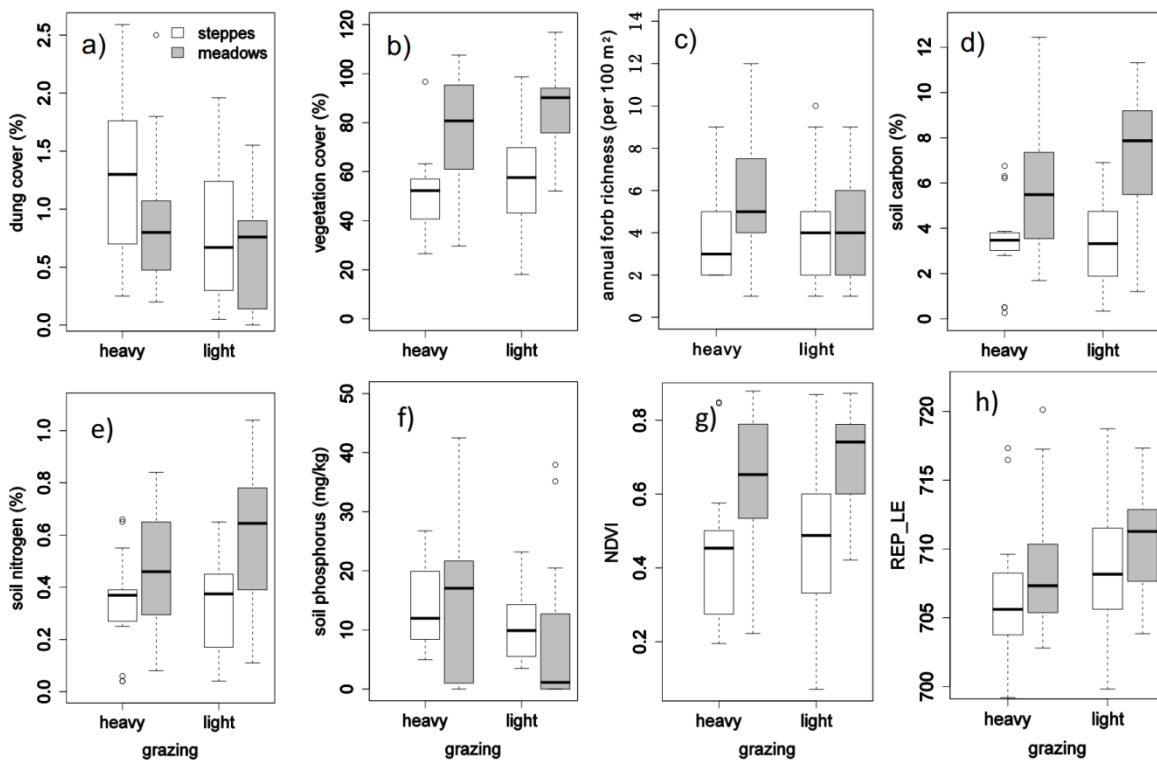 a)
steppes
meadows
dung cover (%)
0.0 0.5 1.0 1.5 2.0 2.5
heavy light
b)
vegetation cover (%)
0 20 40 60 80 100 120
heavy light
c)
annual forb richness (per 100 m²)
0 2 4 6 8 10 12 14
heavy light
d)
soil carbon (%)
0 2 4 6 8 10 12
heavy light
e)
soil nitrogen (%)
0.0 0.2 0.4 0.6 0.8 1.0
heavy light
grazing
f)
soil phosphorus (mg/kg)
0 10 20 30 40 50
heavy light
grazing
g)
NDVI
0.2 0.4 0.6 0.8
heavy light
grazing
h)
REP_LE
700 705 710 715 720
heavy light
grazing